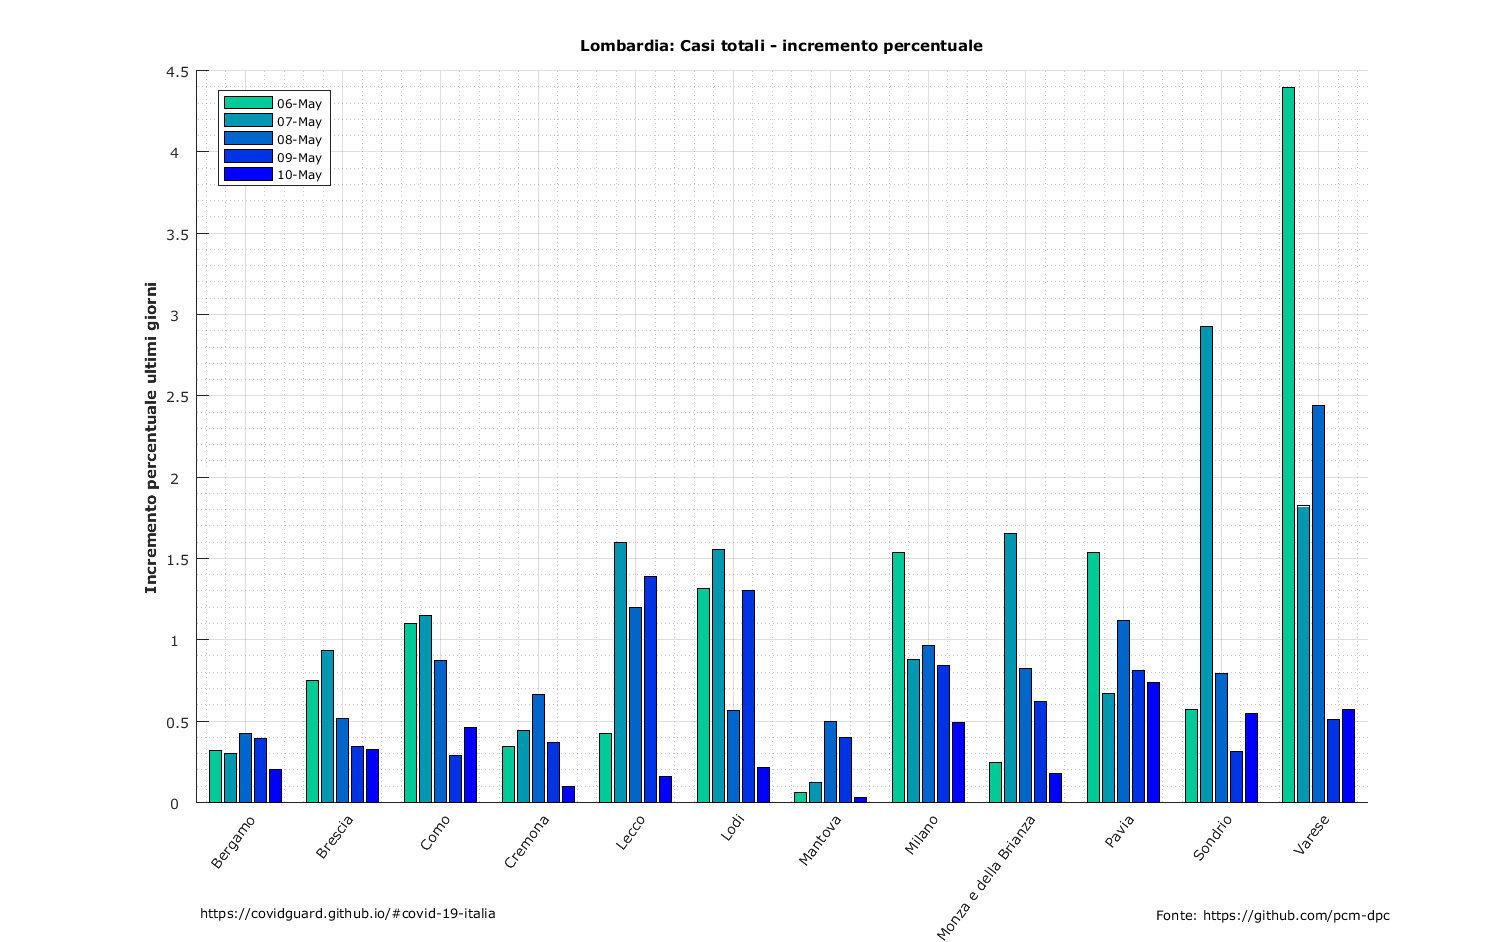 Lombardia: Casi totali - incremento percentuale
4.5
4
3.5
3
2.5
2
1.5
1
0.5
0
Incremento percentuale ultimi giorni
06-May
07-May
08-May
09-May
10-May
Bergamo
Brescia
Como
Cremona
Lecco
Lodi
Mantova
Milano
Monza e della Brianza
Pavia
Sondrio
Varese
https://covidguard.github.io/#covid-19-italia
Fonte: https://github.com/pcm-dpc